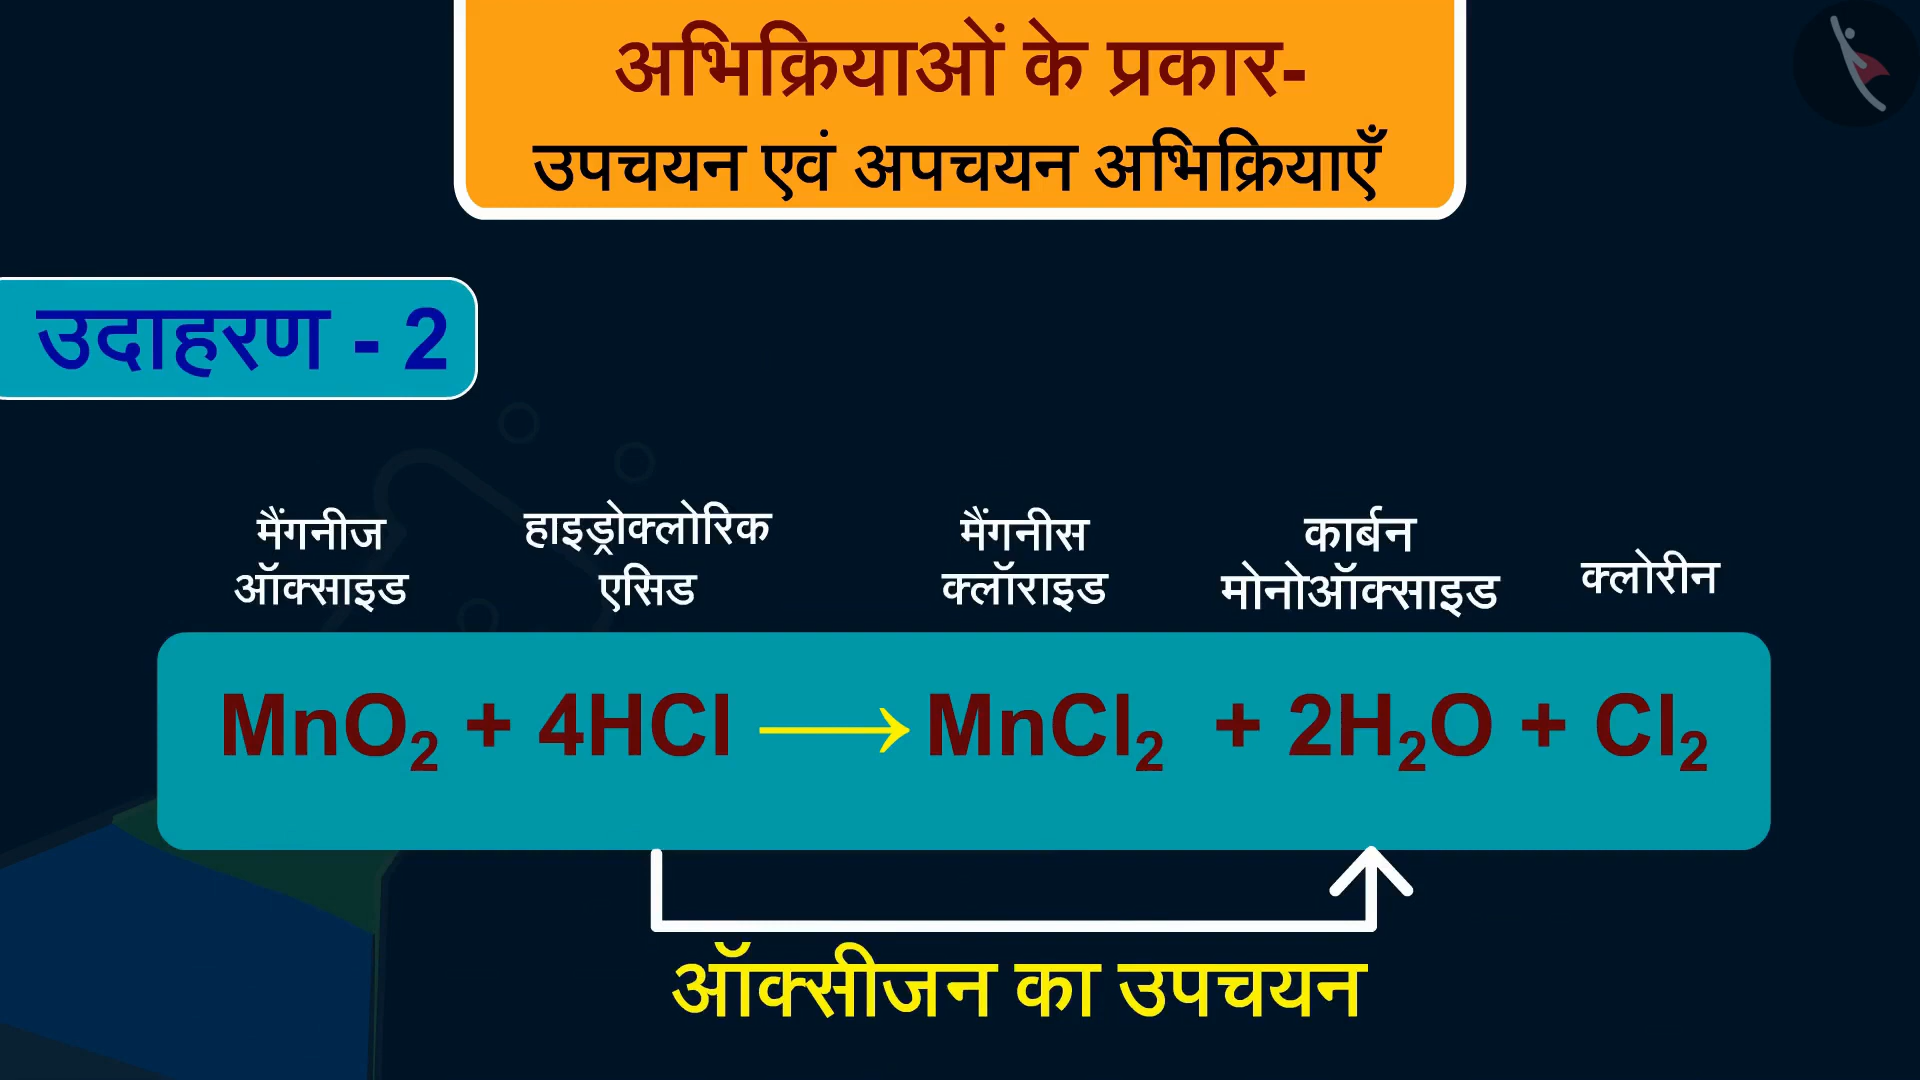 अभिक्रियाओं के प्रकार-
उपचयन एवं अपचयन अभिक्रियाएँ
उदाहरण - 2
मैंगनीज
ऑक्साइड
हाइड्रोक्लोरिक
एसिड
मैंगनीस
क्लॉराइड
कार्बन
मोनोऑक्साइड
क्लोरीन
MnO₂ + 4HCl ⟶ MnCl₂ + 2H₂O + Cl₂
ऑक्सीजन का उपचयन